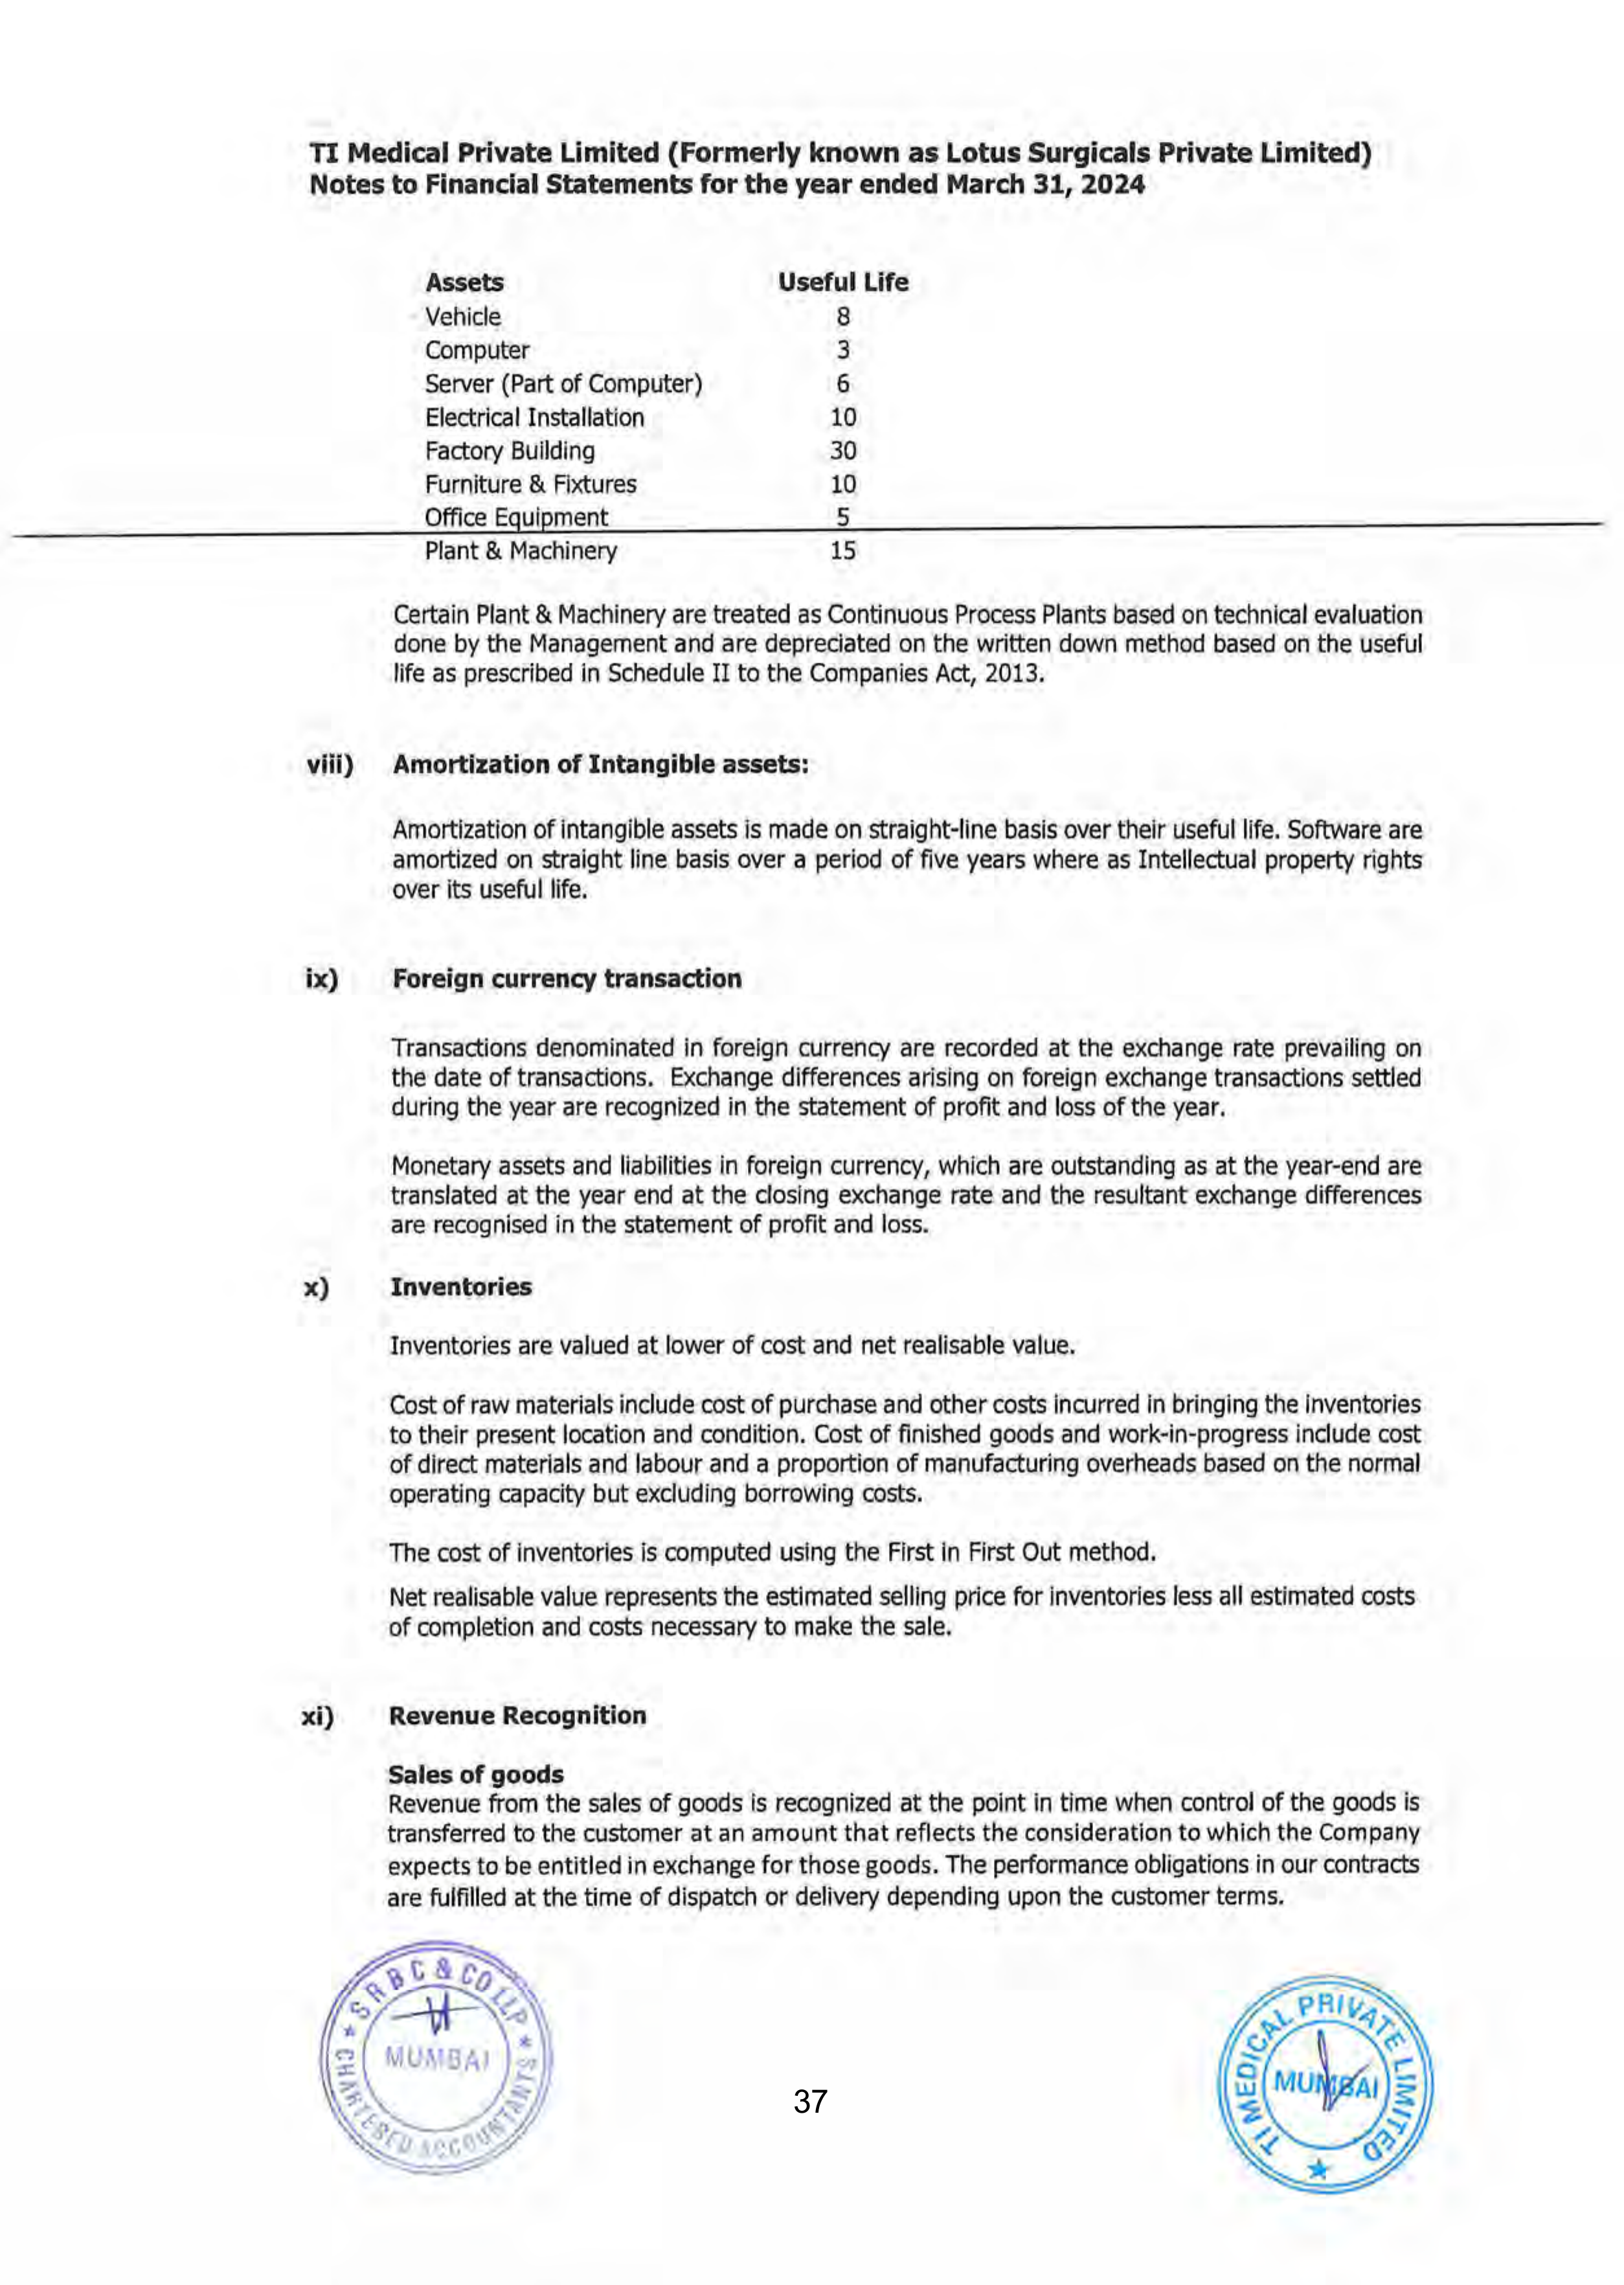 TI Medical Private Limited (Formerly known as Lotus Surgicals Private Limited)
Notes to Financial Statements for the year ended March 31, 2024
Assets Useful Life
Vehicle 8
Computer 3
Server (Part of Computer) 6
Electrical Installation 10
Factory Building 30
Furniture & Fixtures 10
Office Equipment 5
Plant & Machinery 15
Certain Plant & Machinery are treated as Continuous Process Plants based on technical evaluation
done by the Management and are depreciated on the written down method based on the useful
life as prescribed in Schedule II to the Companies Act, 2013.
viii) Amortization of Intangible assets:
Amortization of intangible assets is made on straight-line basis over their useful life. Software are
amortized on straight line basis over a period of five years where as Intellectual property rights
over its useful life.
ix) Foreign currency transaction
Transactions denominated in foreign currency are recorded at the exchange rate prevailing on
the date of transactions. Exchange differences arising on foreign exchange transactions settled
during the year are recognized in the statement of profit and loss of the year.
Monetary assets and liabilities in foreign currency, which are outstanding as at the year-end are
translated at the year end at the closing exchange rate and the resultant exchange differences
are recognised in the statement of profit and loss.
x) Inventories
Inventories are valued at lower of cost and net realisable value.
Cost of raw materials include cost of purchase and other costs incurred in bringing the inventories
to their present location and condition. Cost of finished goods and work-in-progress include cost
of direct materials and labour and a proportion of manufacturing overheads based on the normal
operating capacity but excluding borrowing costs.
The cost of inventories is computed using the First in First Out method.
Net realisable value represents the estimated selling price for inventories less all estimated costs
of completion and costs necessary to make the sale.
xi) Revenue Recognition
Sales of goods
Revenue from the sales of goods is recognized at the point in time when control of the goods is
transferred to the customer at an amount that reflects the consideration to which the Company
expects to be entitled in exchange for those goods. The performance obligations in our contracts
are fulfilled at the time of dispatch or delivery depending upon the customer terms.
* SRBC & CO LLP * CHARTERED ACCOUNTANTS
MUMBAI
37
TI MEDICAL PRIVATE LIMITED
MUMBAI